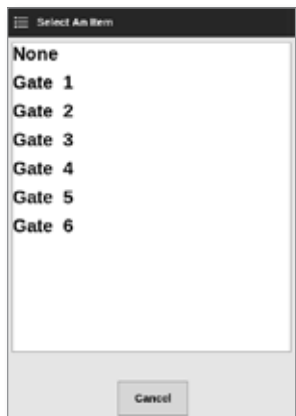 Select An Item
None
Gate 1
Gate 2
Gate 3
Gate 4
Gate 5
Gate 6
Cancel